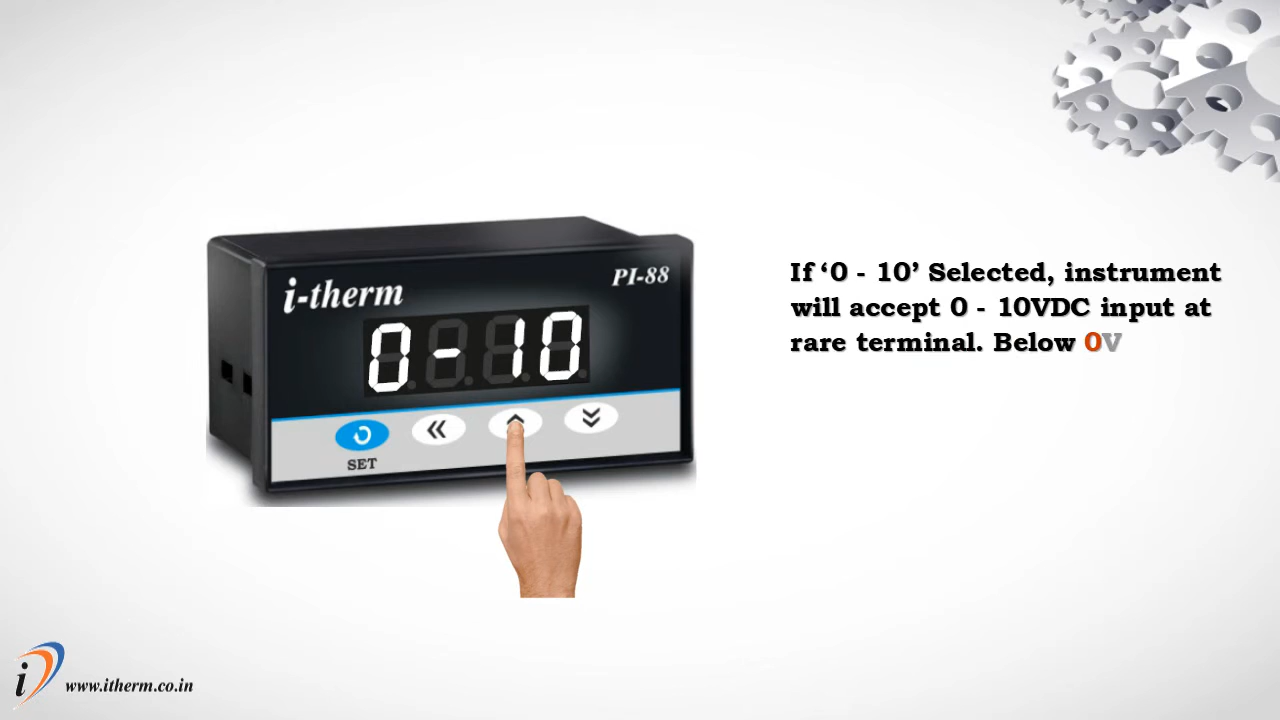 i-therm
PI-88
0 - 10
SET
If ‘0 - 10’ Selected, instrument
will accept 0 - 10VDC input at
rare terminal. Below 0V
i
www.itherm.co.in